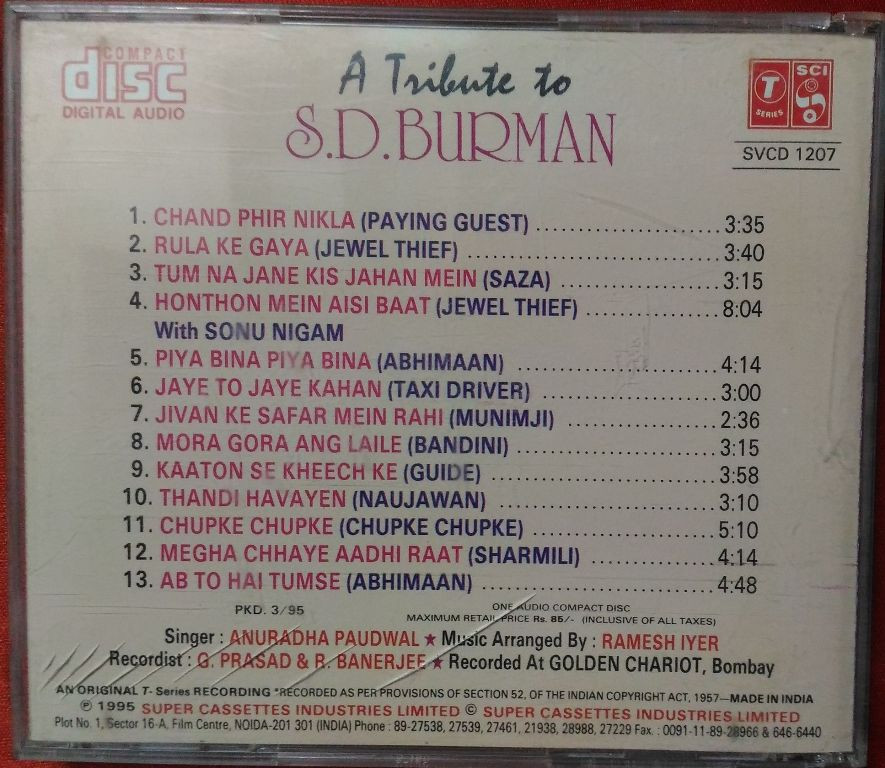 COMPACT
disc
DIGITAL AUDIO
A Tribute to
S.D.BURMAN
T
SERIES
SCI
SVCD 1207
1. CHAND PHIR NIKLA (PAYING GUEST) ........................ 3:35
2. RULA KE GAYA (JEWEL THIEF) ................................ 3:40
3. TUM NA JANE KIS JAHAN MEIN (SAZA) .................... 3:15
4. HONTHON MEIN AISI BAAT (JEWEL THIEF) ................. 8:04
With SONU NIGAM
5. PIYA BINA PIYA BINA (ABHIMAAN) ......................... 4:14
6. JAYE TO JAYE KAHAN (TAXI DRIVER) ...................... 3:00
7. JIVAN KE SAFAR MEIN RAHI (MUNIMJI) ................... 2:36
8. MORA GORA ANG LAILE (BANDINI) ......................... 3:15
9. KAATON SE KHEECH KE (GUIDE) ............................ 3:58
10. THANDI HAVAYEN (NAUJAWAN) ............................ 3:10
11. CHUPKE CHUPKE (CHUPKE CHUPKE) ....................... 5:10
12. MEGHA CHHAYE AADHI RAAT (SHARMILI) ................ 4:14
13. AB TO HAI TUMSE (ABHIMAAN) ............................. 4:48
PKD. 3/95
ONE AUDIO COMPACT DISC
MAXIMUM RETAIL PRICE Rs. 85/- (INCLUSIVE OF ALL TAXES)
Singer : ANURADHA PAUDWAL ★ Music Arranged By : RAMESH IYER
Recordist : G. PRASAD & R. BANERJEE ★ Recorded At GOLDEN CHARIOT, Bombay
AN ORIGINAL T- Series RECORDING *RECORDED AS PER PROVISIONS OF SECTION 52, OF THE INDIAN COPYRIGHT ACT, 1957—MADE IN INDIA
℗ 1995 SUPER CASSETTES INDUSTRIES LIMITED © SUPER CASSETTES INDUSTRIES LIMITED
Plot No. 1, Sector 16-A, Film Centre, NOIDA-201 301 (INDIA) Phone : 89-27538, 27539, 27461, 21938, 28988, 27229 Fax. : 0091-11-89-28966 & 646-6440